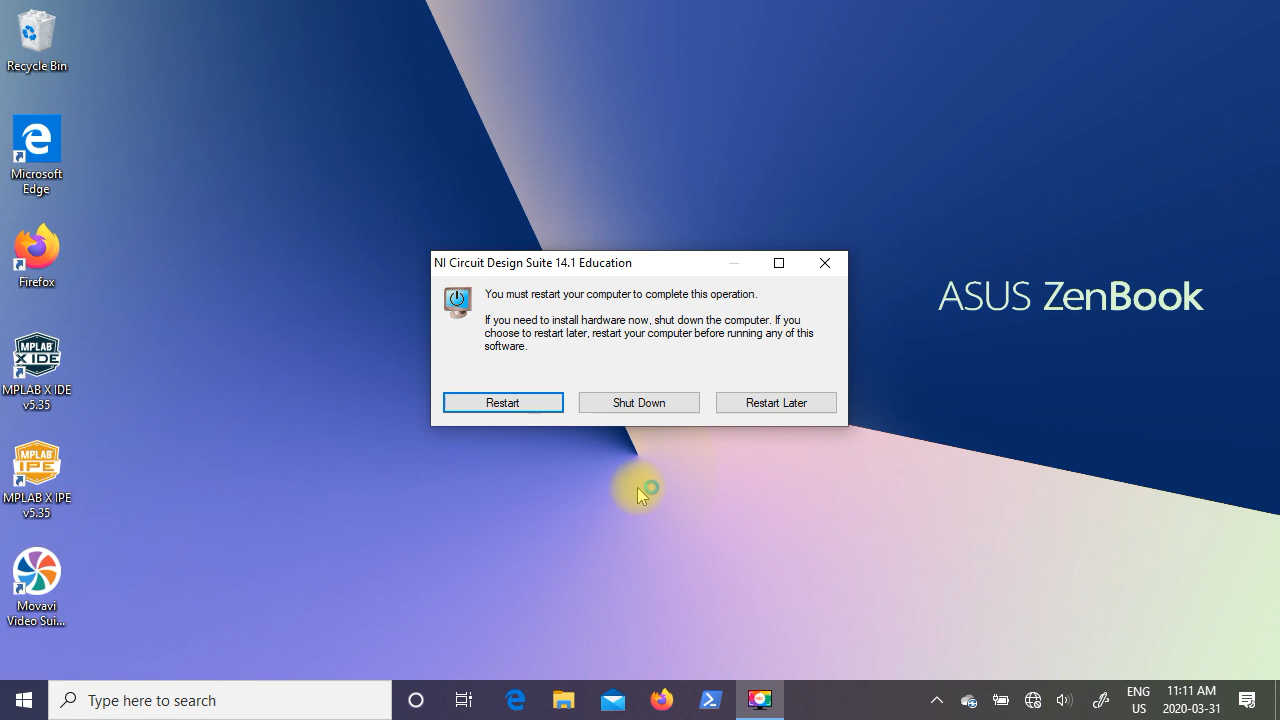 Recycle Bin
Microsoft
Edge
Firefox
MPLAB
X IDE
MPLAB X IDE
v5.35
MPLAB
IPE
MPLAB X IPE
v5.35
Movavi
Video Sui...
NI Circuit Design Suite 14.1 Education
You must restart your computer to complete this operation.
If you need to install hardware now, shut down the computer. If you
choose to restart later, restart your computer before running any of this
software.
Restart
Shut Down
Restart Later
ASUS ZenBook
Type here to search
ENG
US
11:11 AM
2020-03-31